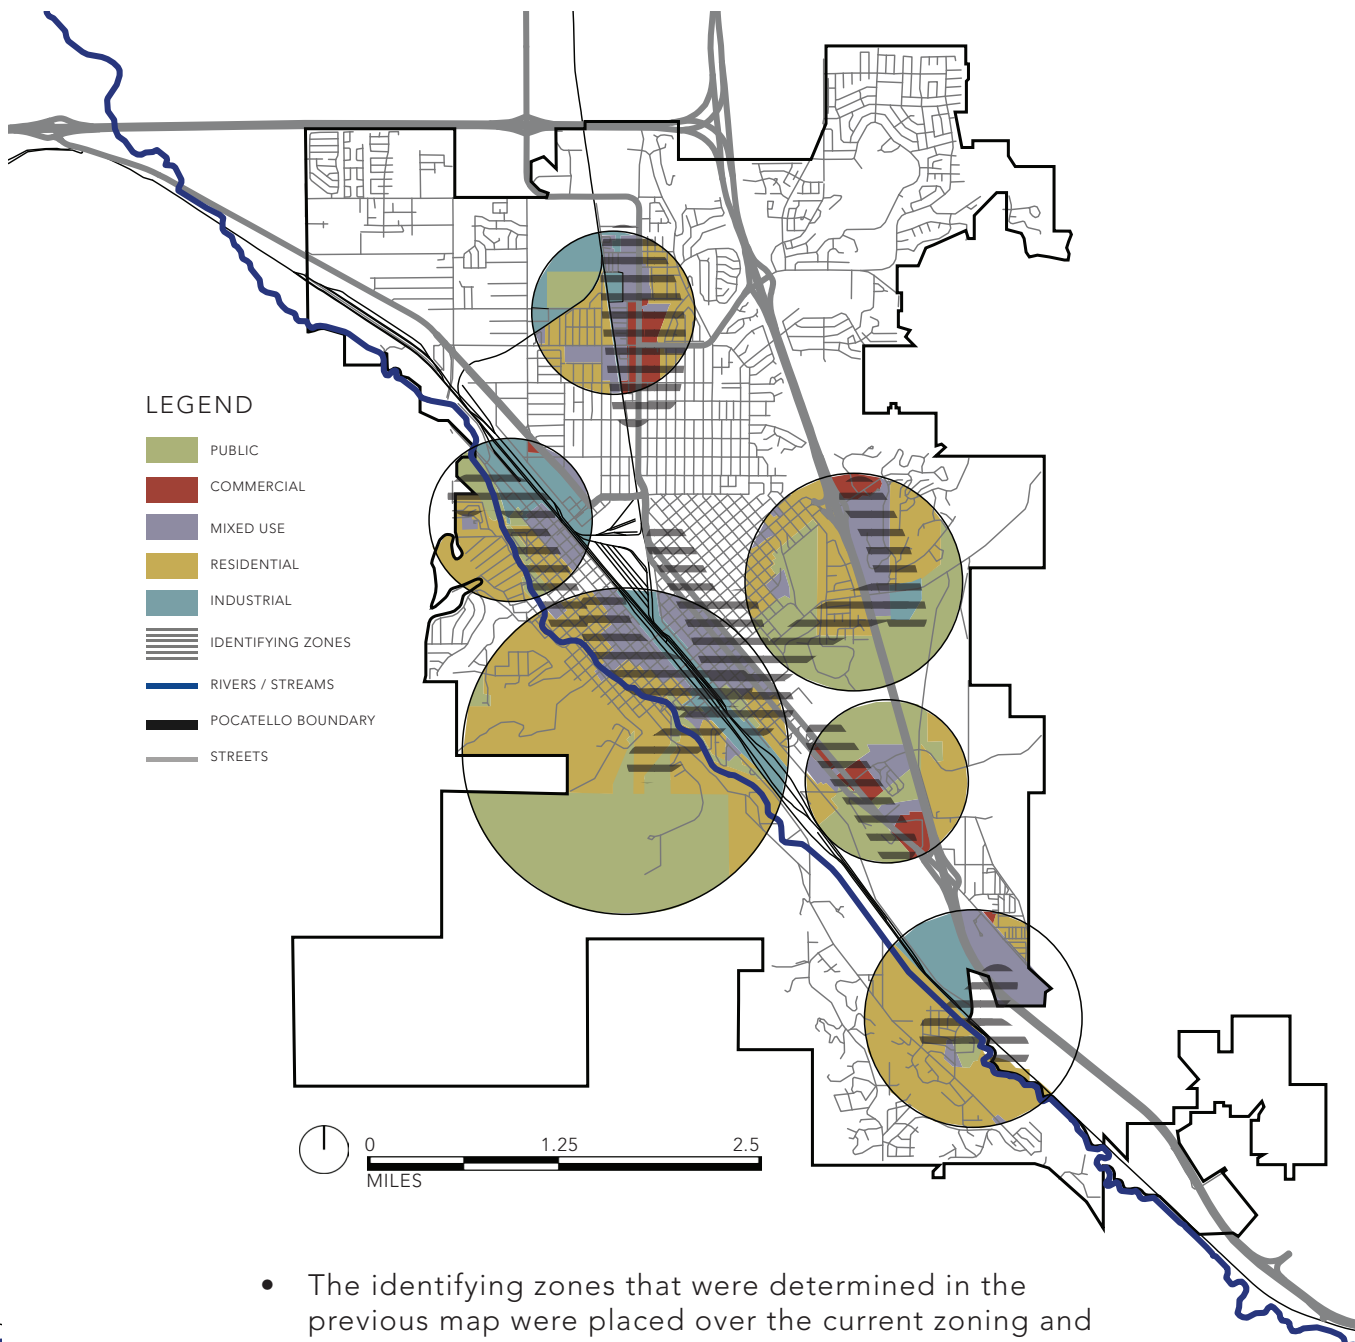 LEGEND
PUBLIC
COMMERCIAL
MIXED USE
RESIDENTIAL
INDUSTRIAL
IDENTIFYING ZONES
RIVERS / STREAMS
POCATELLO BOUNDARY
STREETS
0 1.25 2.5
MILES
• The identifying zones that were determined in the
previous map were placed over the current zoning and